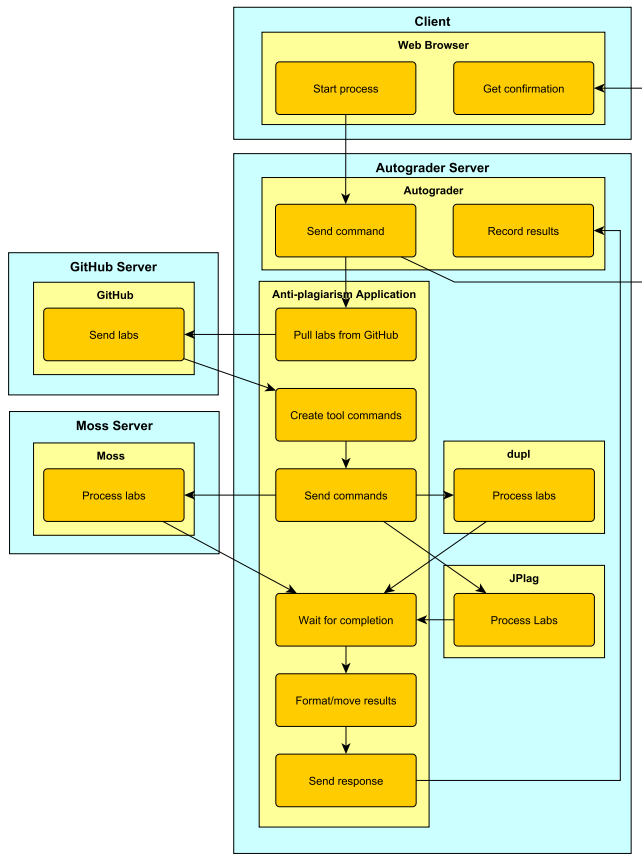 Client
Web Browser
Start process
Get confirmation
Autograder Server
Autograder
Send command
Record results
GitHub Server
GitHub
Send labs
Anti-plagiarism Application
Pull labs from GitHub
Create tool commands
Moss Server
Moss
Process labs
Send commands
dupl
Process labs
JPlag
Process Labs
Wait for completion
Format/move results
Send response